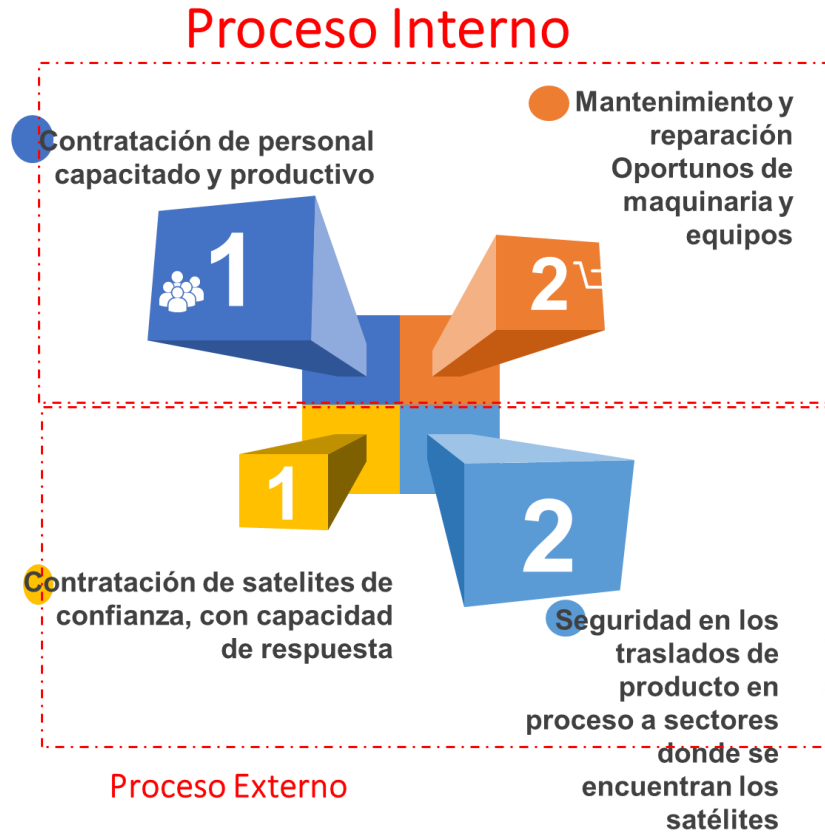 Proceso Interno
Contratación de personal
capacitado y productivo
Mantenimiento y
reparación
Oportunos de
maquinaria y
equipos
1
2
1
2
Contratación de satelites de
confianza, con capacidad
de respuesta
Seguridad en los
traslados de
producto en
proceso a sectores
donde se
encuentran los
satélites
Proceso Externo